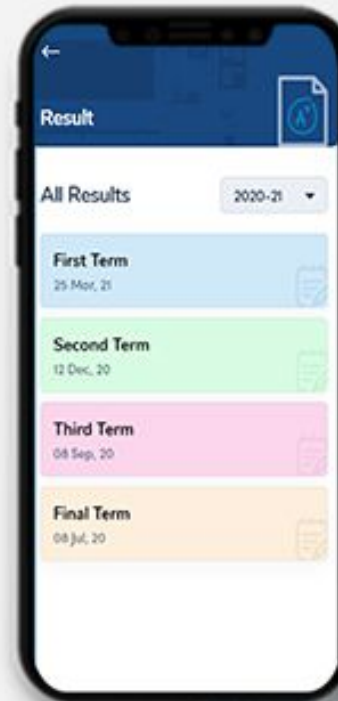 Result
All Results
2020-21
First Term
25 Mar, 21
Second Term
12 Dec, 20
Third Term
08 Sep, 20
Final Term
08 Jul, 20